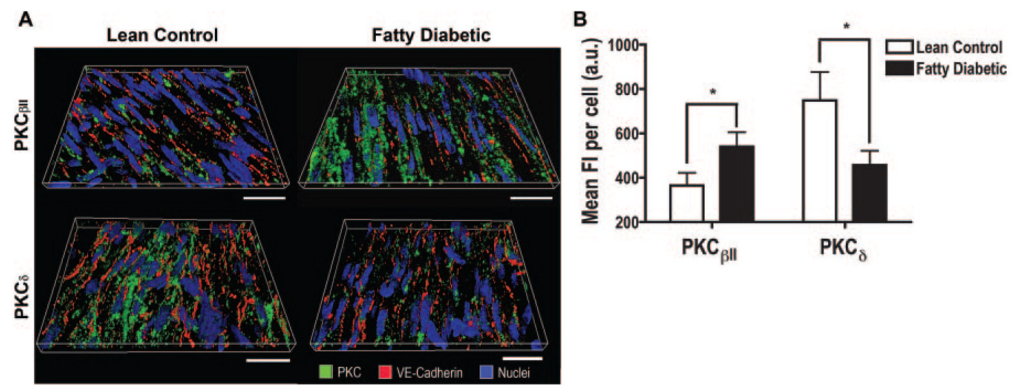 A
Lean Control
Fatty Diabetic
PKCβII
PKCδ
PKC
VE-Cadherin
Nuclei
B
Mean FI per cell (a.u.)
1000
800
600
400
200
*
*
Lean Control
Fatty Diabetic
PKCβII
PKCδ